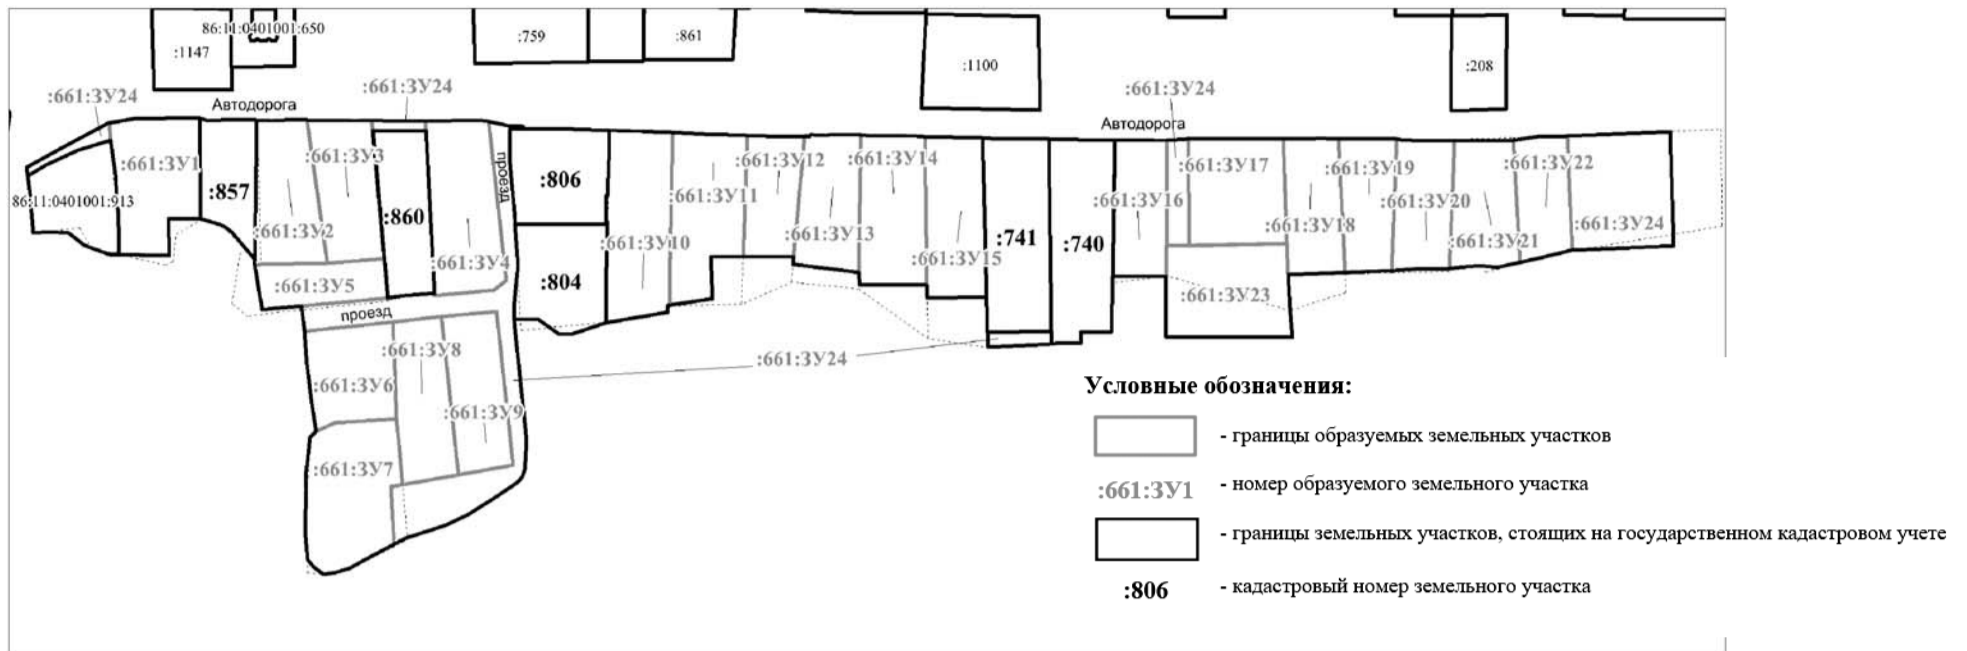 86:11:0401001:650
:1147
:759
:861
:1100
:208
:661:ЗУ24
Автодорога
:661:ЗУ24
:661:ЗУ24
Автодорога
:661:ЗУ1
:661:ЗУ3
проезд
:806
:661:ЗУ12
:661:ЗУ14
:661:ЗУ17
:661:ЗУ19
:661:ЗУ22
86:11:0401001:913
:857
:860
:661:ЗУ11
:661:ЗУ16
:661:ЗУ20
:661:ЗУ2
:661:ЗУ10
:661:ЗУ13
:741
:740
:661:ЗУ18
:661:ЗУ21
:661:ЗУ24
:661:ЗУ4
:661:ЗУ15
:661:ЗУ5
:804
:661:ЗУ23
проезд
:661:ЗУ8
:661:ЗУ24
:661:ЗУ6
:661:ЗУ9
:661:ЗУ7
Условные обозначения:
- границы образуемых земельных участков
:661:ЗУ1 - номер образуемого земельного участка
- границы земельных участков, стоящих на государственном кадастровом учете
:806 - кадастровый номер земельного участка